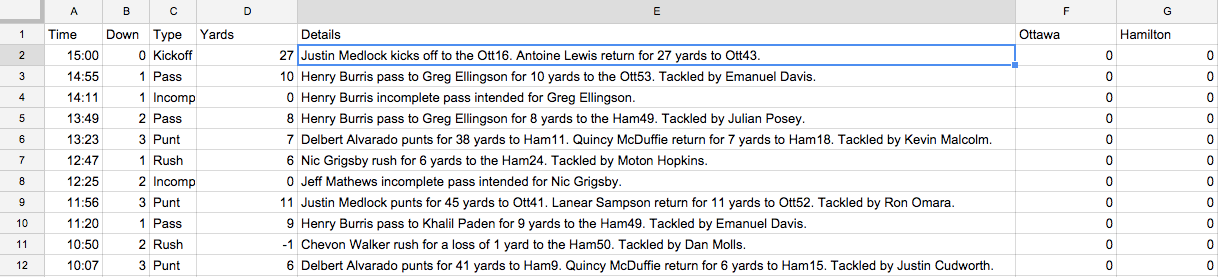 A B C D E F G
1 Time Down Type Yards Details Ottawa Hamilton
2 15:00 0 Kickoff 27 Justin Medlock kicks off to the Ott16. Antoine Lewis return for 27 yards to Ott43. 0 0
3 14:55 1 Pass 10 Henry Burris pass to Greg Ellingson for 10 yards to the Ott53. Tackled by Emanuel Davis. 0 0
4 14:11 1 Incomp 0 Henry Burris incomplete pass intended for Greg Ellingson. 0 0
5 13:49 2 Pass 8 Henry Burris pass to Greg Ellingson for 8 yards to the Ham49. Tackled by Julian Posey. 0 0
6 13:23 3 Punt 7 Delbert Alvarado punts for 38 yards to Ham11. Quincy McDuffie return for 7 yards to Ham18. Tackled by Kevin Malcolm. 0 0
7 12:47 1 Rush 6 Nic Grigsby rush for 6 yards to the Ham24. Tackled by Moton Hopkins. 0 0
8 12:25 2 Incomp 0 Jeff Mathews incomplete pass intended for Nic Grigsby. 0 0
9 11:56 3 Punt 11 Justin Medlock punts for 45 yards to Ott41. Lanear Sampson return for 11 yards to Ott52. Tackled by Ron Omara. 0 0
10 11:20 1 Pass 9 Henry Burris pass to Khalil Paden for 9 yards to the Ham49. Tackled by Emanuel Davis. 0 0
11 10:50 2 Rush -1 Chevon Walker rush for a loss of 1 yard to the Ham50. Tackled by Dan Molls. 0 0
12 10:07 3 Punt 6 Delbert Alvarado punts for 41 yards to Ham9. Quincy McDuffie return for 6 yards to Ham15. Tackled by Justin Cudworth. 0 0